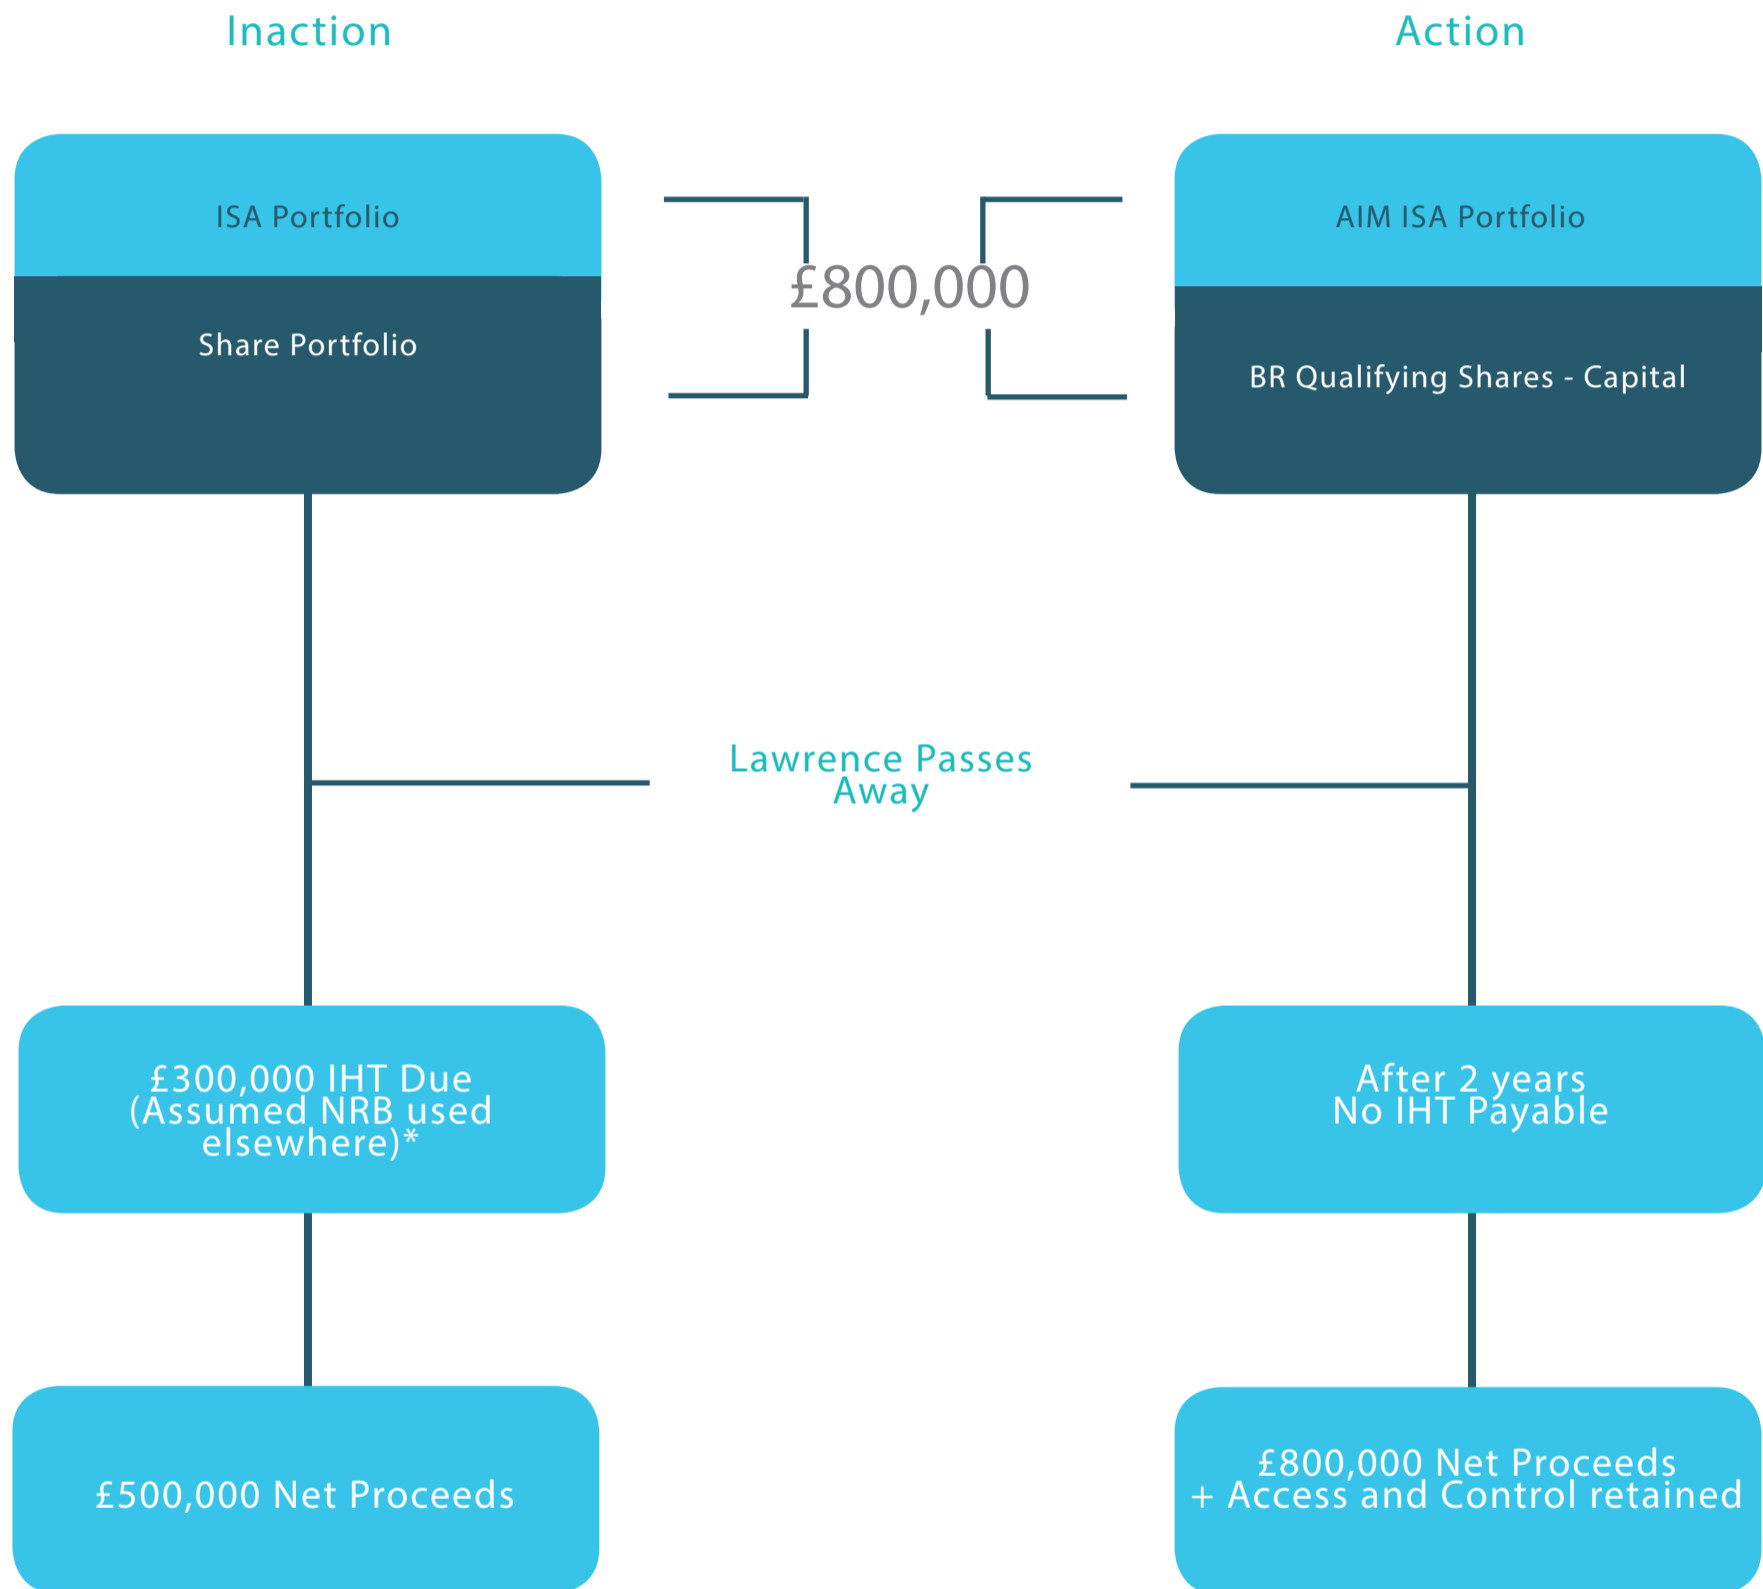 Inaction
Action
ISA Portfolio
AIM ISA Portfolio
£800,000
Share Portfolio
BR Qualifying Shares - Capital
Lawrence Passes
Away
£300,000 IHT Due
(Assumed NRB used
elsewhere)*
After 2 years
No IHT Payable
£500,000 Net Proceeds
£800,000 Net Proceeds
+ Access and Control retained